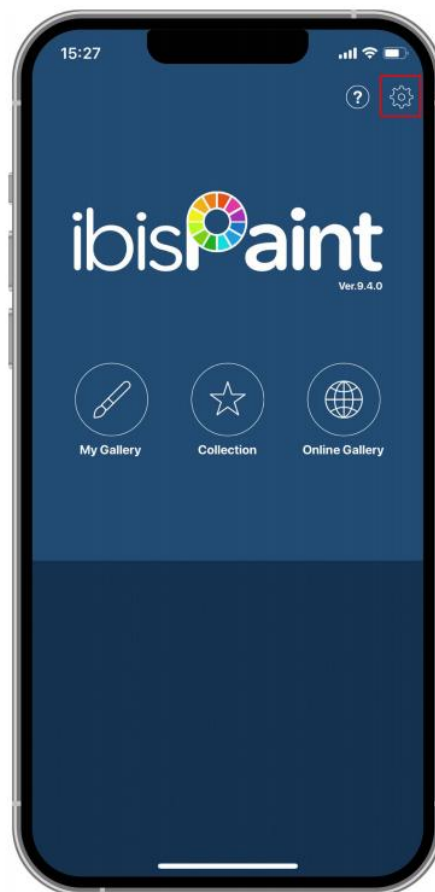 15:27
?
ibisPaint
Ver.9.4.0
My Gallery
Collection
Online Gallery